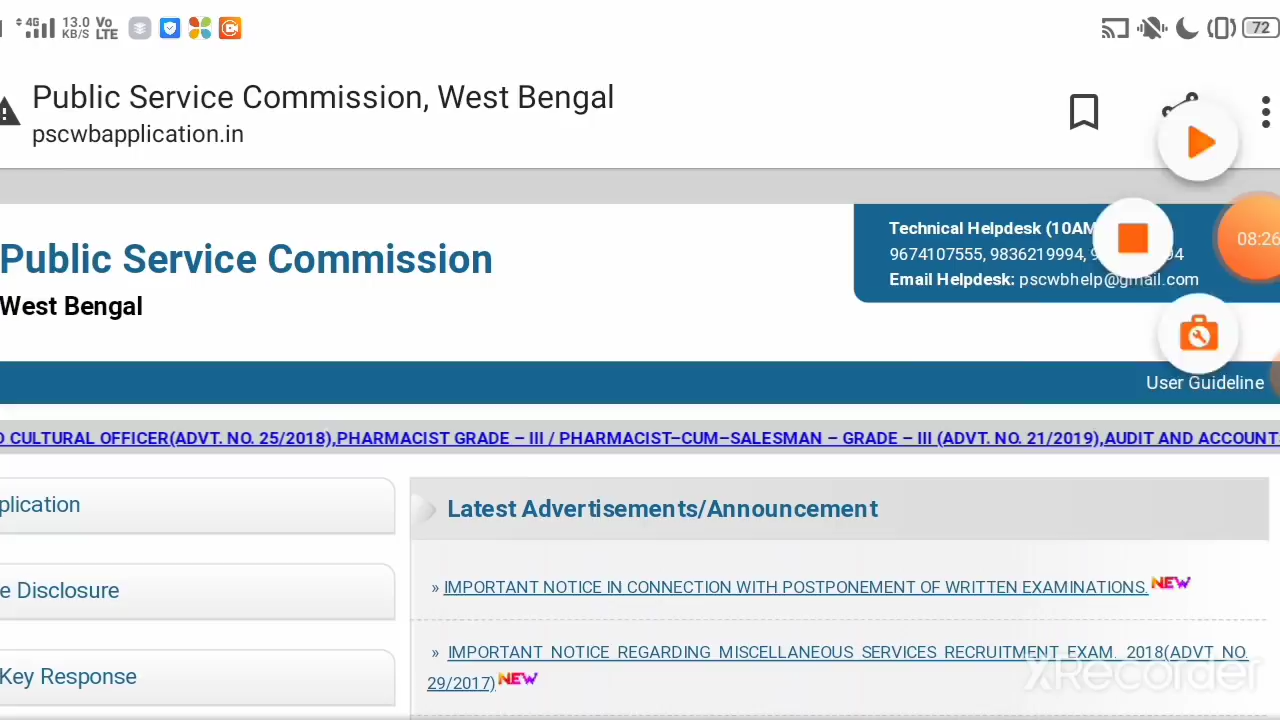 4G 13.0 KB/S Vo LTE 72
Public Service Commission, West Bengal
pscwbapplication.in
Public Service Commission
West Bengal
Technical Helpdesk (10AM
9674107555, 9836219994, 9 94
Email Helpdesk: pscwbhelp@gmail.com
08:26
User Guideline
CULTURAL OFFICER(ADVT. NO. 25/2018),PHARMACIST GRADE – III / PHARMACIST–CUM–SALESMAN – GRADE – III (ADVT. NO. 21/2019),AUDIT AND ACCOUNT
plication
e Disclosure
Key Response
Latest Advertisements/Announcement
» IMPORTANT NOTICE IN CONNECTION WITH POSTPONEMENT OF WRITTEN EXAMINATIONS. NEW
» IMPORTANT NOTICE REGARDING MISCELLANEOUS SERVICES RECRUITMENT EXAM. 2018(ADVT NO.
29/2017) NEW
XRecorder